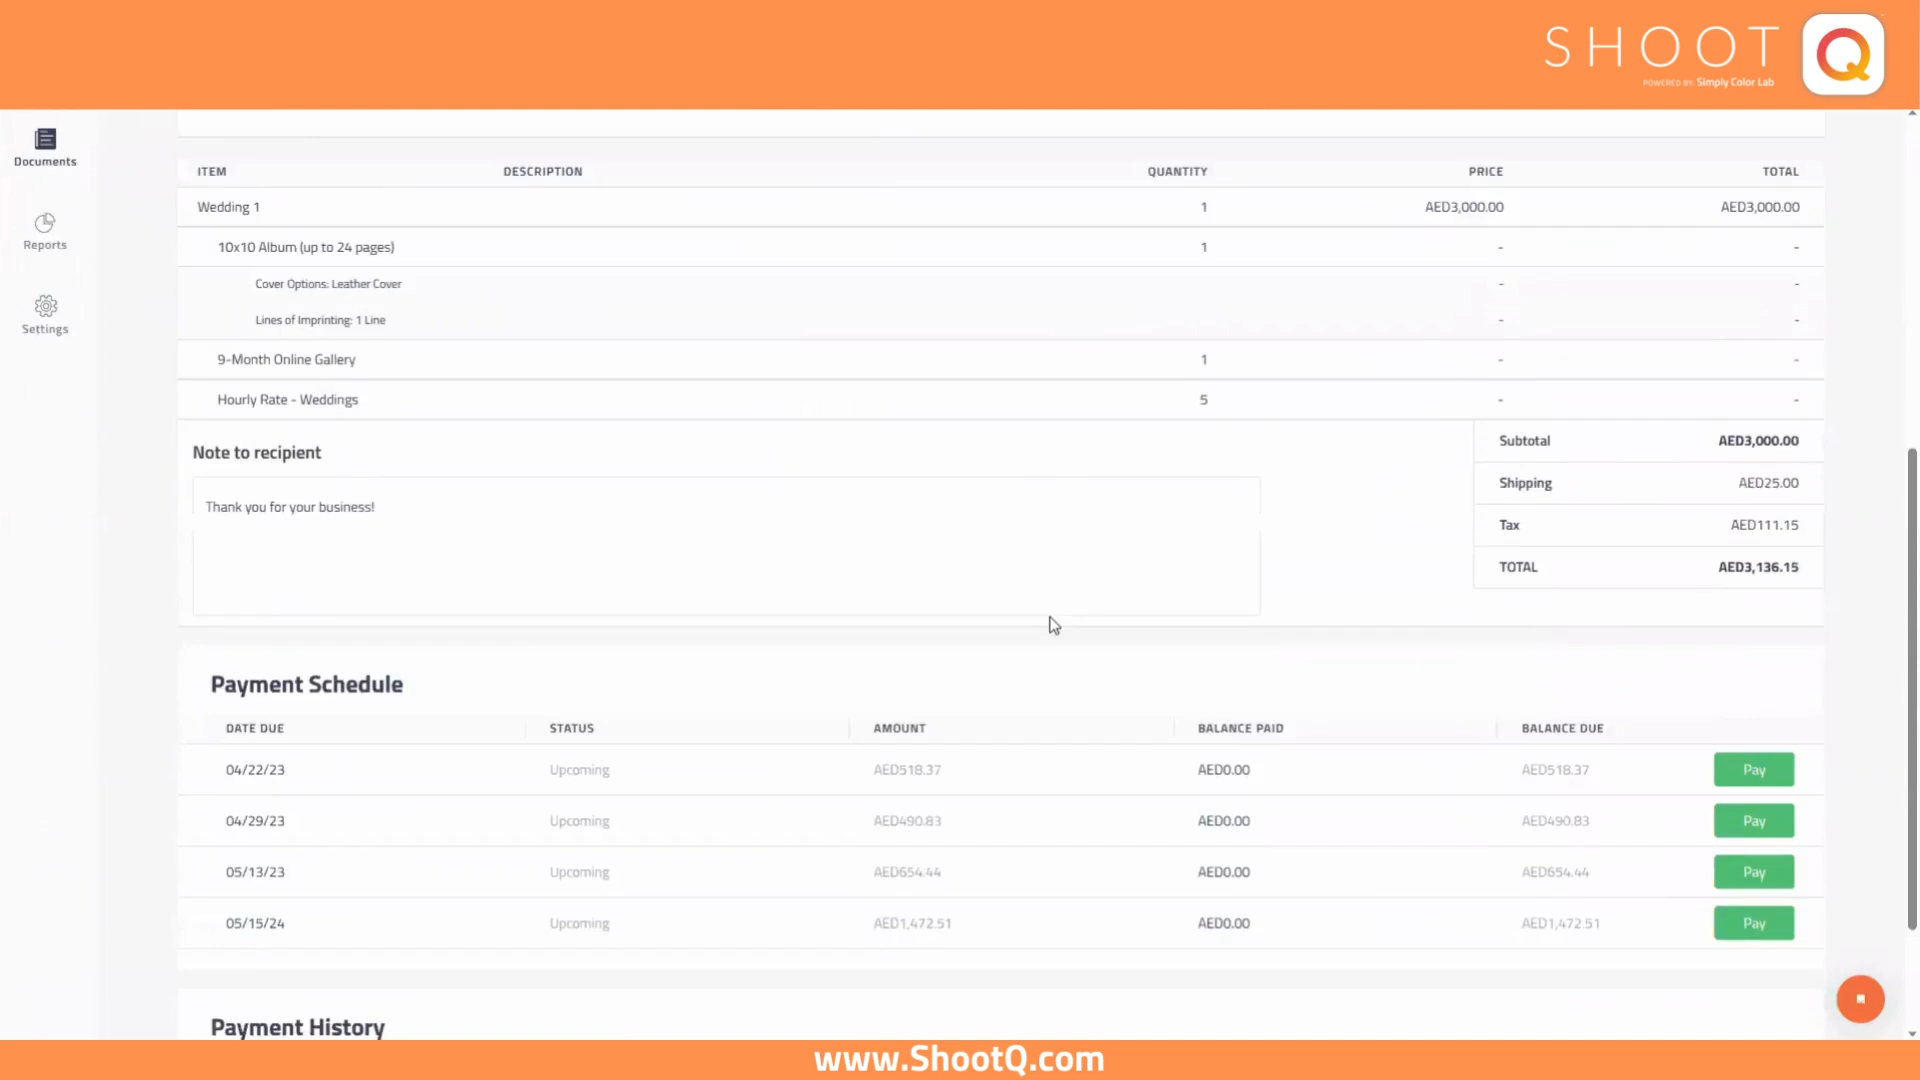 SHOOT
POWERED BY: Simply Color Lab
Documents
Reports
Settings
ITEM DESCRIPTION QUANTITY PRICE TOTAL
Wedding 1 1 AED3,000.00 AED3,000.00
10x10 Album (up to 24 pages) 1 - -
Cover Options: Leather Cover - -
Lines of Imprinting: 1 Line - -
9-Month Online Gallery 1 - -
Hourly Rate - Weddings 5 - -
Note to recipient
Thank you for your business!
Subtotal AED3,000.00
Shipping AED25.00
Tax AED111.15
TOTAL AED3,136.15
Payment Schedule
DATE DUE STATUS AMOUNT BALANCE PAID BALANCE DUE
04/22/23 Upcoming AED518.37 AED0.00 AED518.37 Pay
04/29/23 Upcoming AED490.83 AED0.00 AED490.83 Pay
05/13/23 Upcoming AED654.44 AED0.00 AED654.44 Pay
05/15/24 Upcoming AED1,472.51 AED0.00 AED1,472.51 Pay
Payment History
www.ShootQ.com